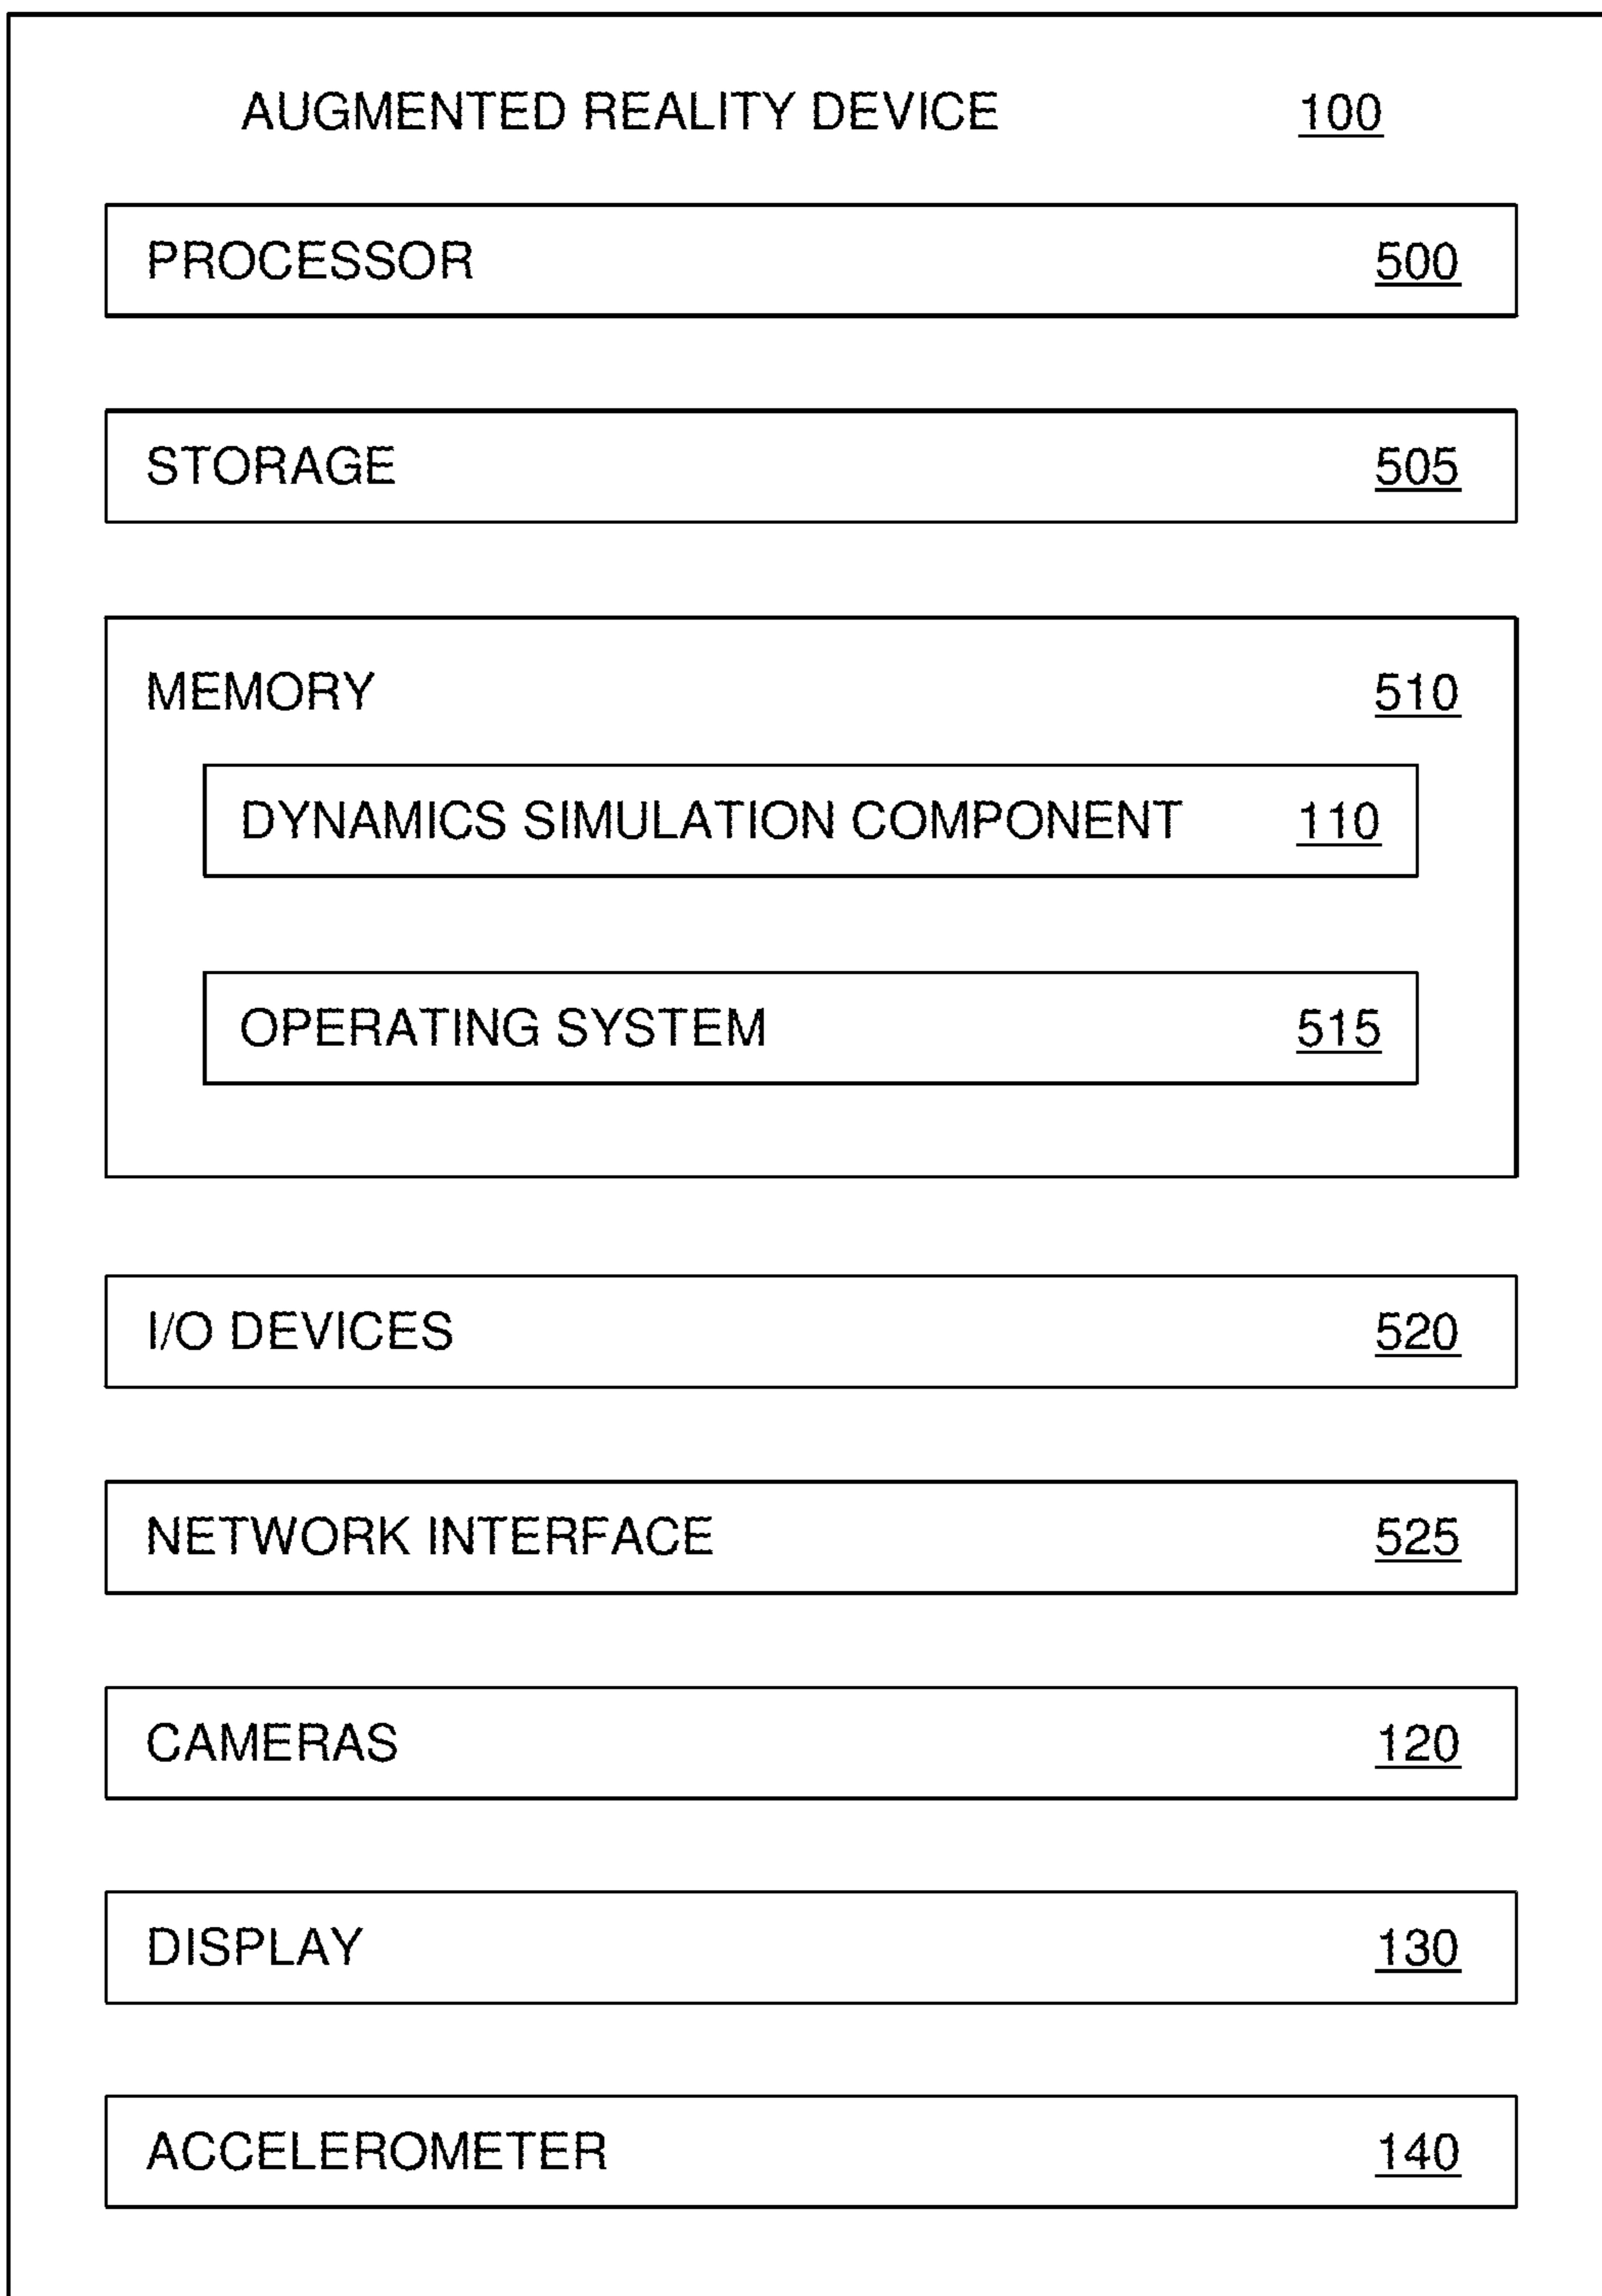 AUGMENTED REALITY DEVICE 100
PROCESSOR 500
STORAGE 505
MEMORY 510
DYNAMICS SIMULATION COMPONENT 110
OPERATING SYSTEM 515
I/O DEVICES 520
NETWORK INTERFACE 525
CAMERAS 120
DISPLAY 130
ACCELEROMETER 140